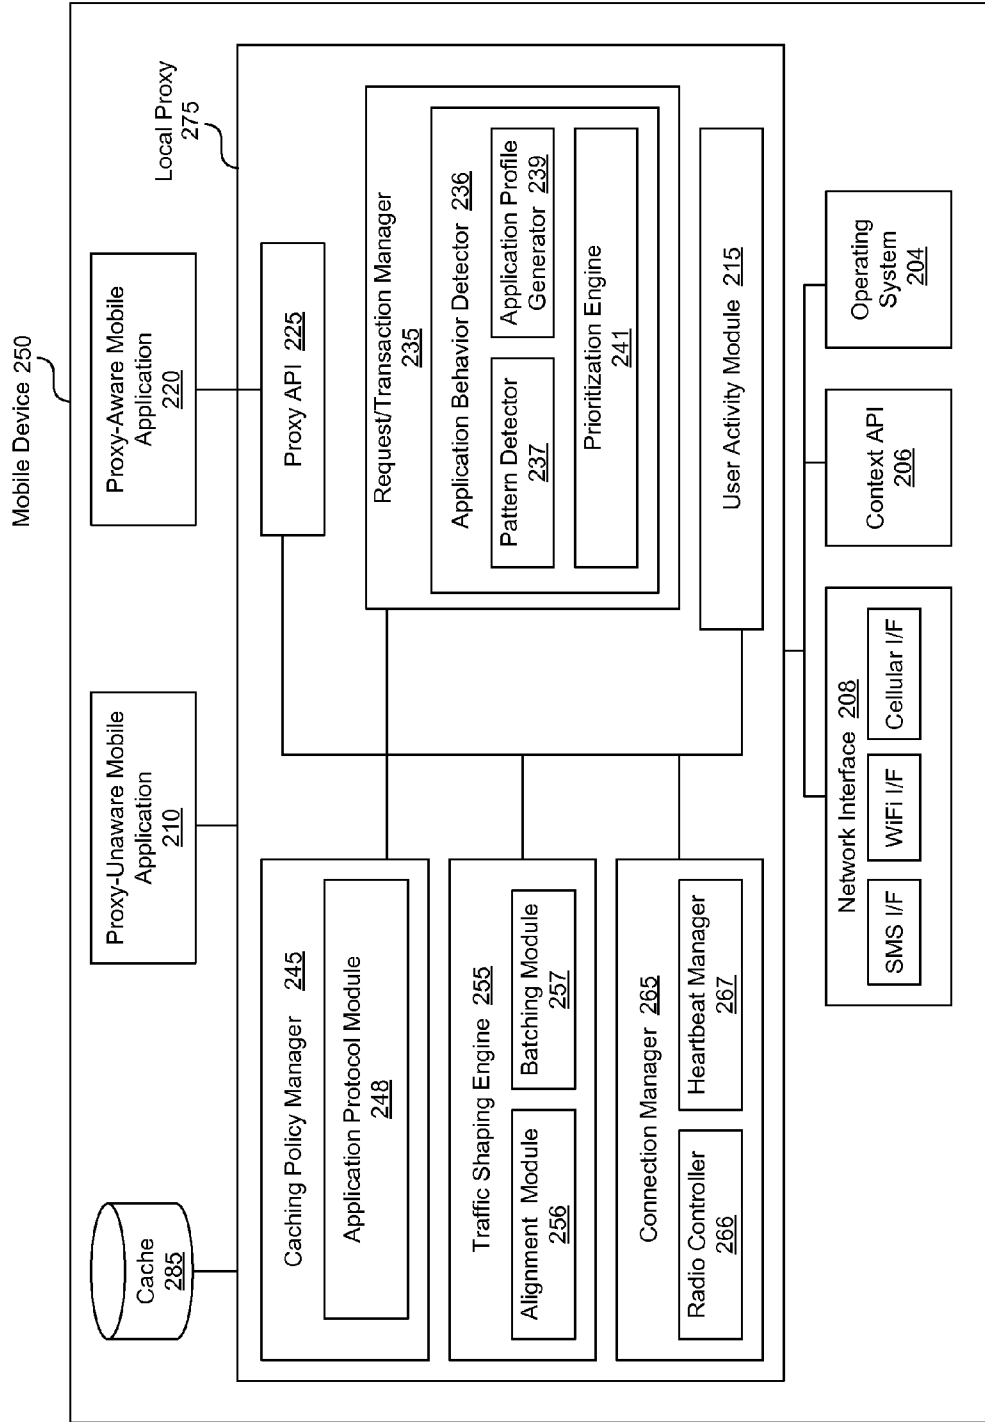 Mobile Device 250
Local Proxy
275
Cache
285
Proxy-Unaware Mobile
Application
210
Proxy-Aware Mobile
Application
220
Caching Policy Manager 245
Application Protocol Module
248
Traffic Shaping Engine 255
Alignment Module
256
Batching Module
257
Connection Manager 265
Radio Controller
266
Heartbeat Manager
267
Proxy API 225
Request/Transaction Manager
235
Application Behavior Detector 236
Pattern Detector
237
Application Profile
Generator 239
Prioritization Engine
241
User Activity Module 215
Network Interface 208
SMS I/F
WiFi I/F
Cellular I/F
Context API
206
Operating
System
204